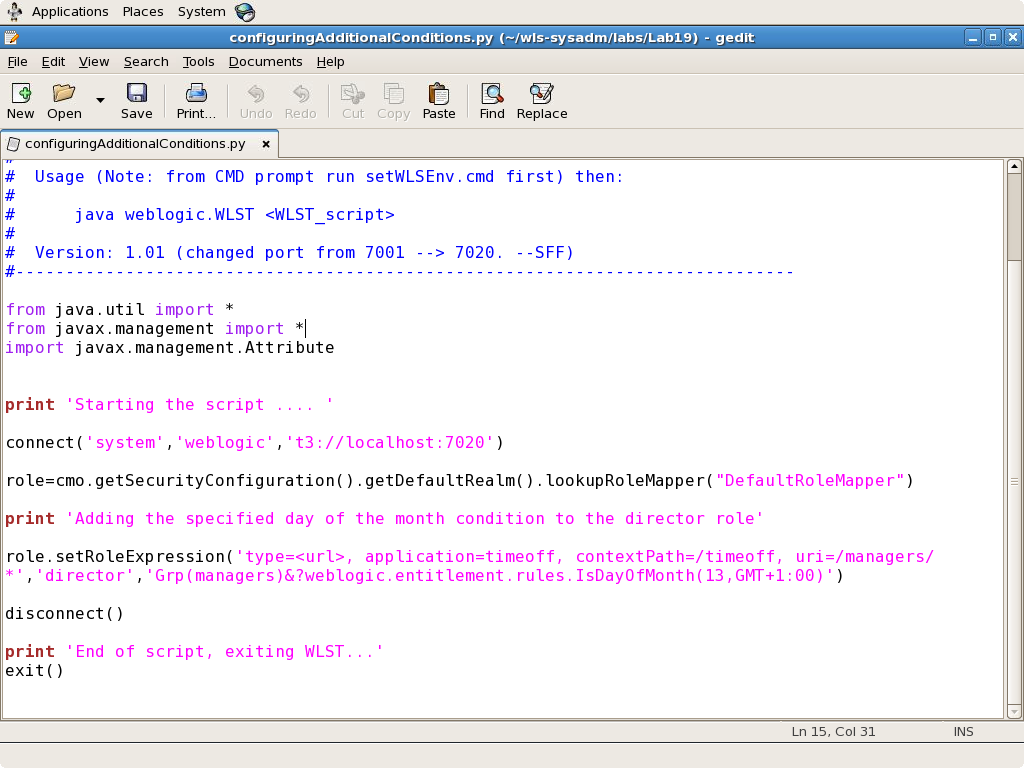 Applications Places System
configuringAdditionalConditions.py (~/wls-sysadm/labs/Lab19) - gedit
File Edit View Search Tools Documents Help
New Open Save Print... Undo Redo Cut Copy Paste Find Replace
configuringAdditionalConditions.py
#
#  Usage (Note: from CMD prompt run setWLSEnv.cmd first) then:
#
#      java weblogic.WLST <WLST_script>
#
#  Version: 1.01 (changed port from 7001 --> 7020. --SFF)
#------------------------------------------------------------------------------
from java.util import *
from javax.management import *
import javax.management.Attribute
print 'Starting the script .... '
connect('system','weblogic','t3://localhost:7020')
role=cmo.getSecurityConfiguration().getDefaultRealm().lookupRoleMapper("DefaultRoleMapper")
print 'Adding the specified day of the month condition to the director role'
role.setRoleExpression('type=<url>, application=timeoff, contextPath=/timeoff, uri=/managers/
*','director','Grp(managers)&?weblogic.entitlement.rules.IsDayOfMonth(13,GMT+1:00)')
disconnect()
print 'End of script, exiting WLST...'
exit()
Ln 15, Col 31 INS